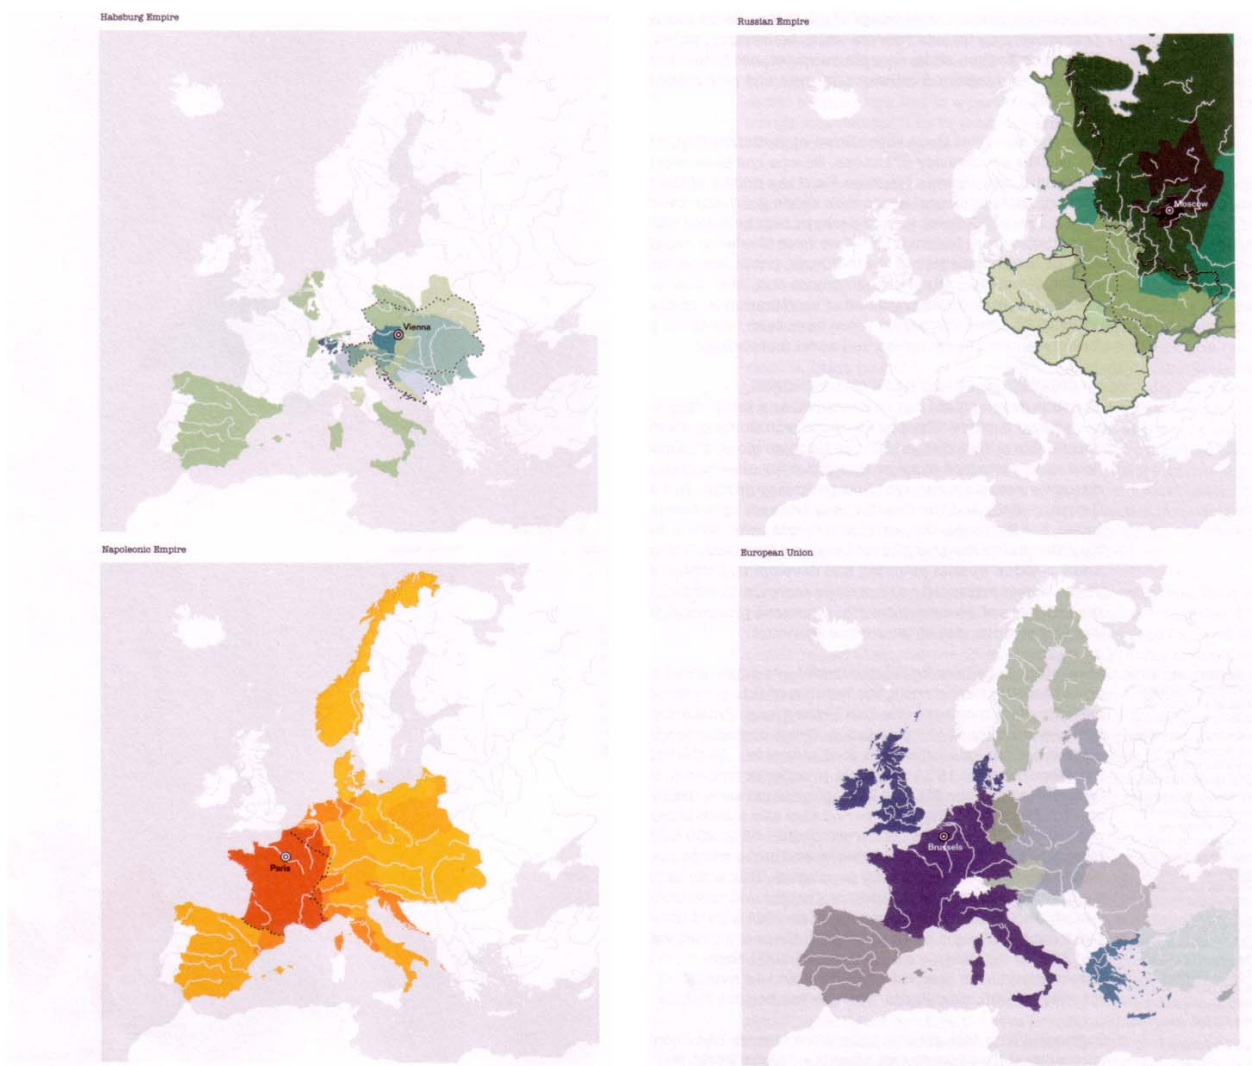 Habsburg Empire
Russian Empire
Vienna
Moscow
Napoleonic Empire
European Union
Paris
Brussels